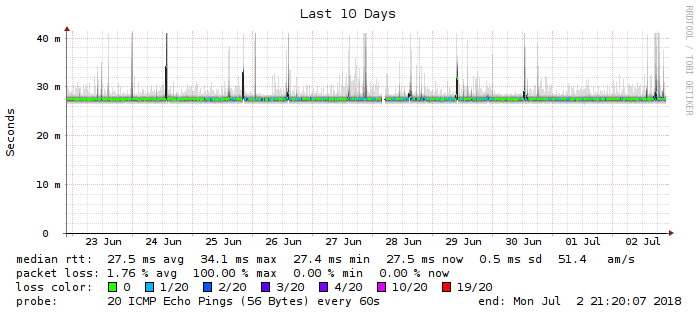 Last 10 Days
RRDTOOL / TOBI OETIKER
Seconds
40 m
30 m
20 m
10 m
0
23 Jun 24 Jun 25 Jun 26 Jun 27 Jun 28 Jun 29 Jun 30 Jun 01 Jul 02 Jul
median rtt: 27.5 ms avg 34.1 ms max 27.4 ms min 27.5 ms now 0.5 ms sd 51.4 am/s
packet loss: 1.76 % avg 100.00 % max 0.00 % min 0.00 % now
loss color: 0 1/20 2/20 3/20 4/20 10/20 19/20
probe: 20 ICMP Echo Pings (56 Bytes) every 60s end: Mon Jul 2 21:20:07 2018